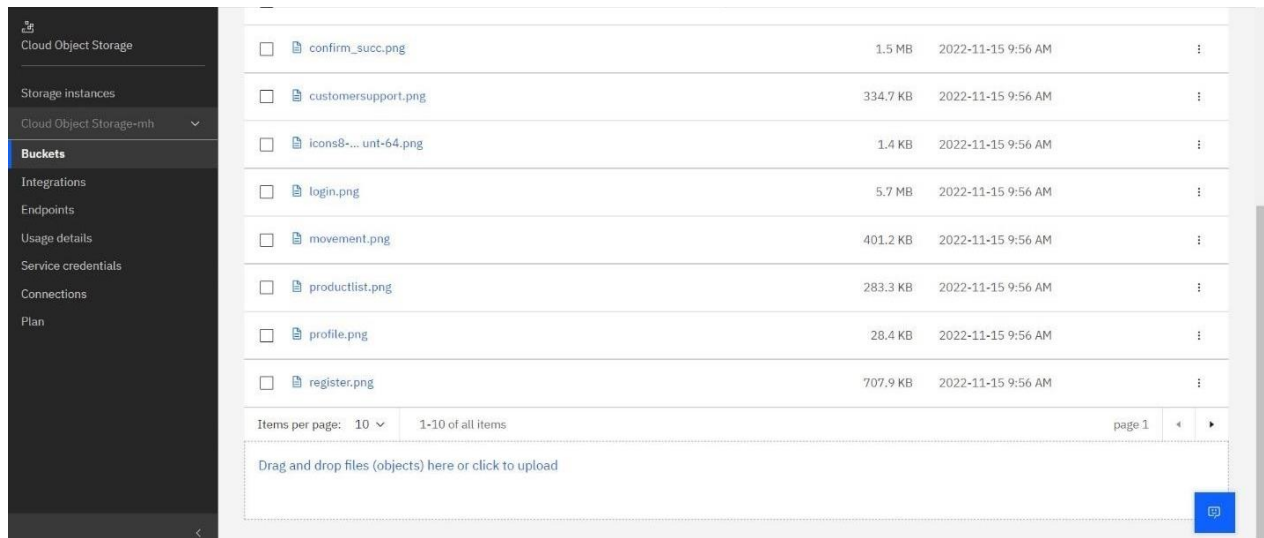 Cloud Object Storage
Storage instances
Cloud Object Storage-mh
Buckets
Integrations
Endpoints
Usage details
Service credentials
Connections
Plan
confirm_succ.png 1.5 MB 2022-11-15 9:56 AM
customersupport.png 334.7 KB 2022-11-15 9:56 AM
icons8-... unt-64.png 1.4 KB 2022-11-15 9:56 AM
login.png 5.7 MB 2022-11-15 9:56 AM
movement.png 401.2 KB 2022-11-15 9:56 AM
productlist.png 283.3 KB 2022-11-15 9:56 AM
profile.png 28.4 KB 2022-11-15 9:56 AM
register.png 707.9 KB 2022-11-15 9:56 AM
Items per page: 10 1-10 of all items page 1
Drag and drop files (objects) here or click to upload